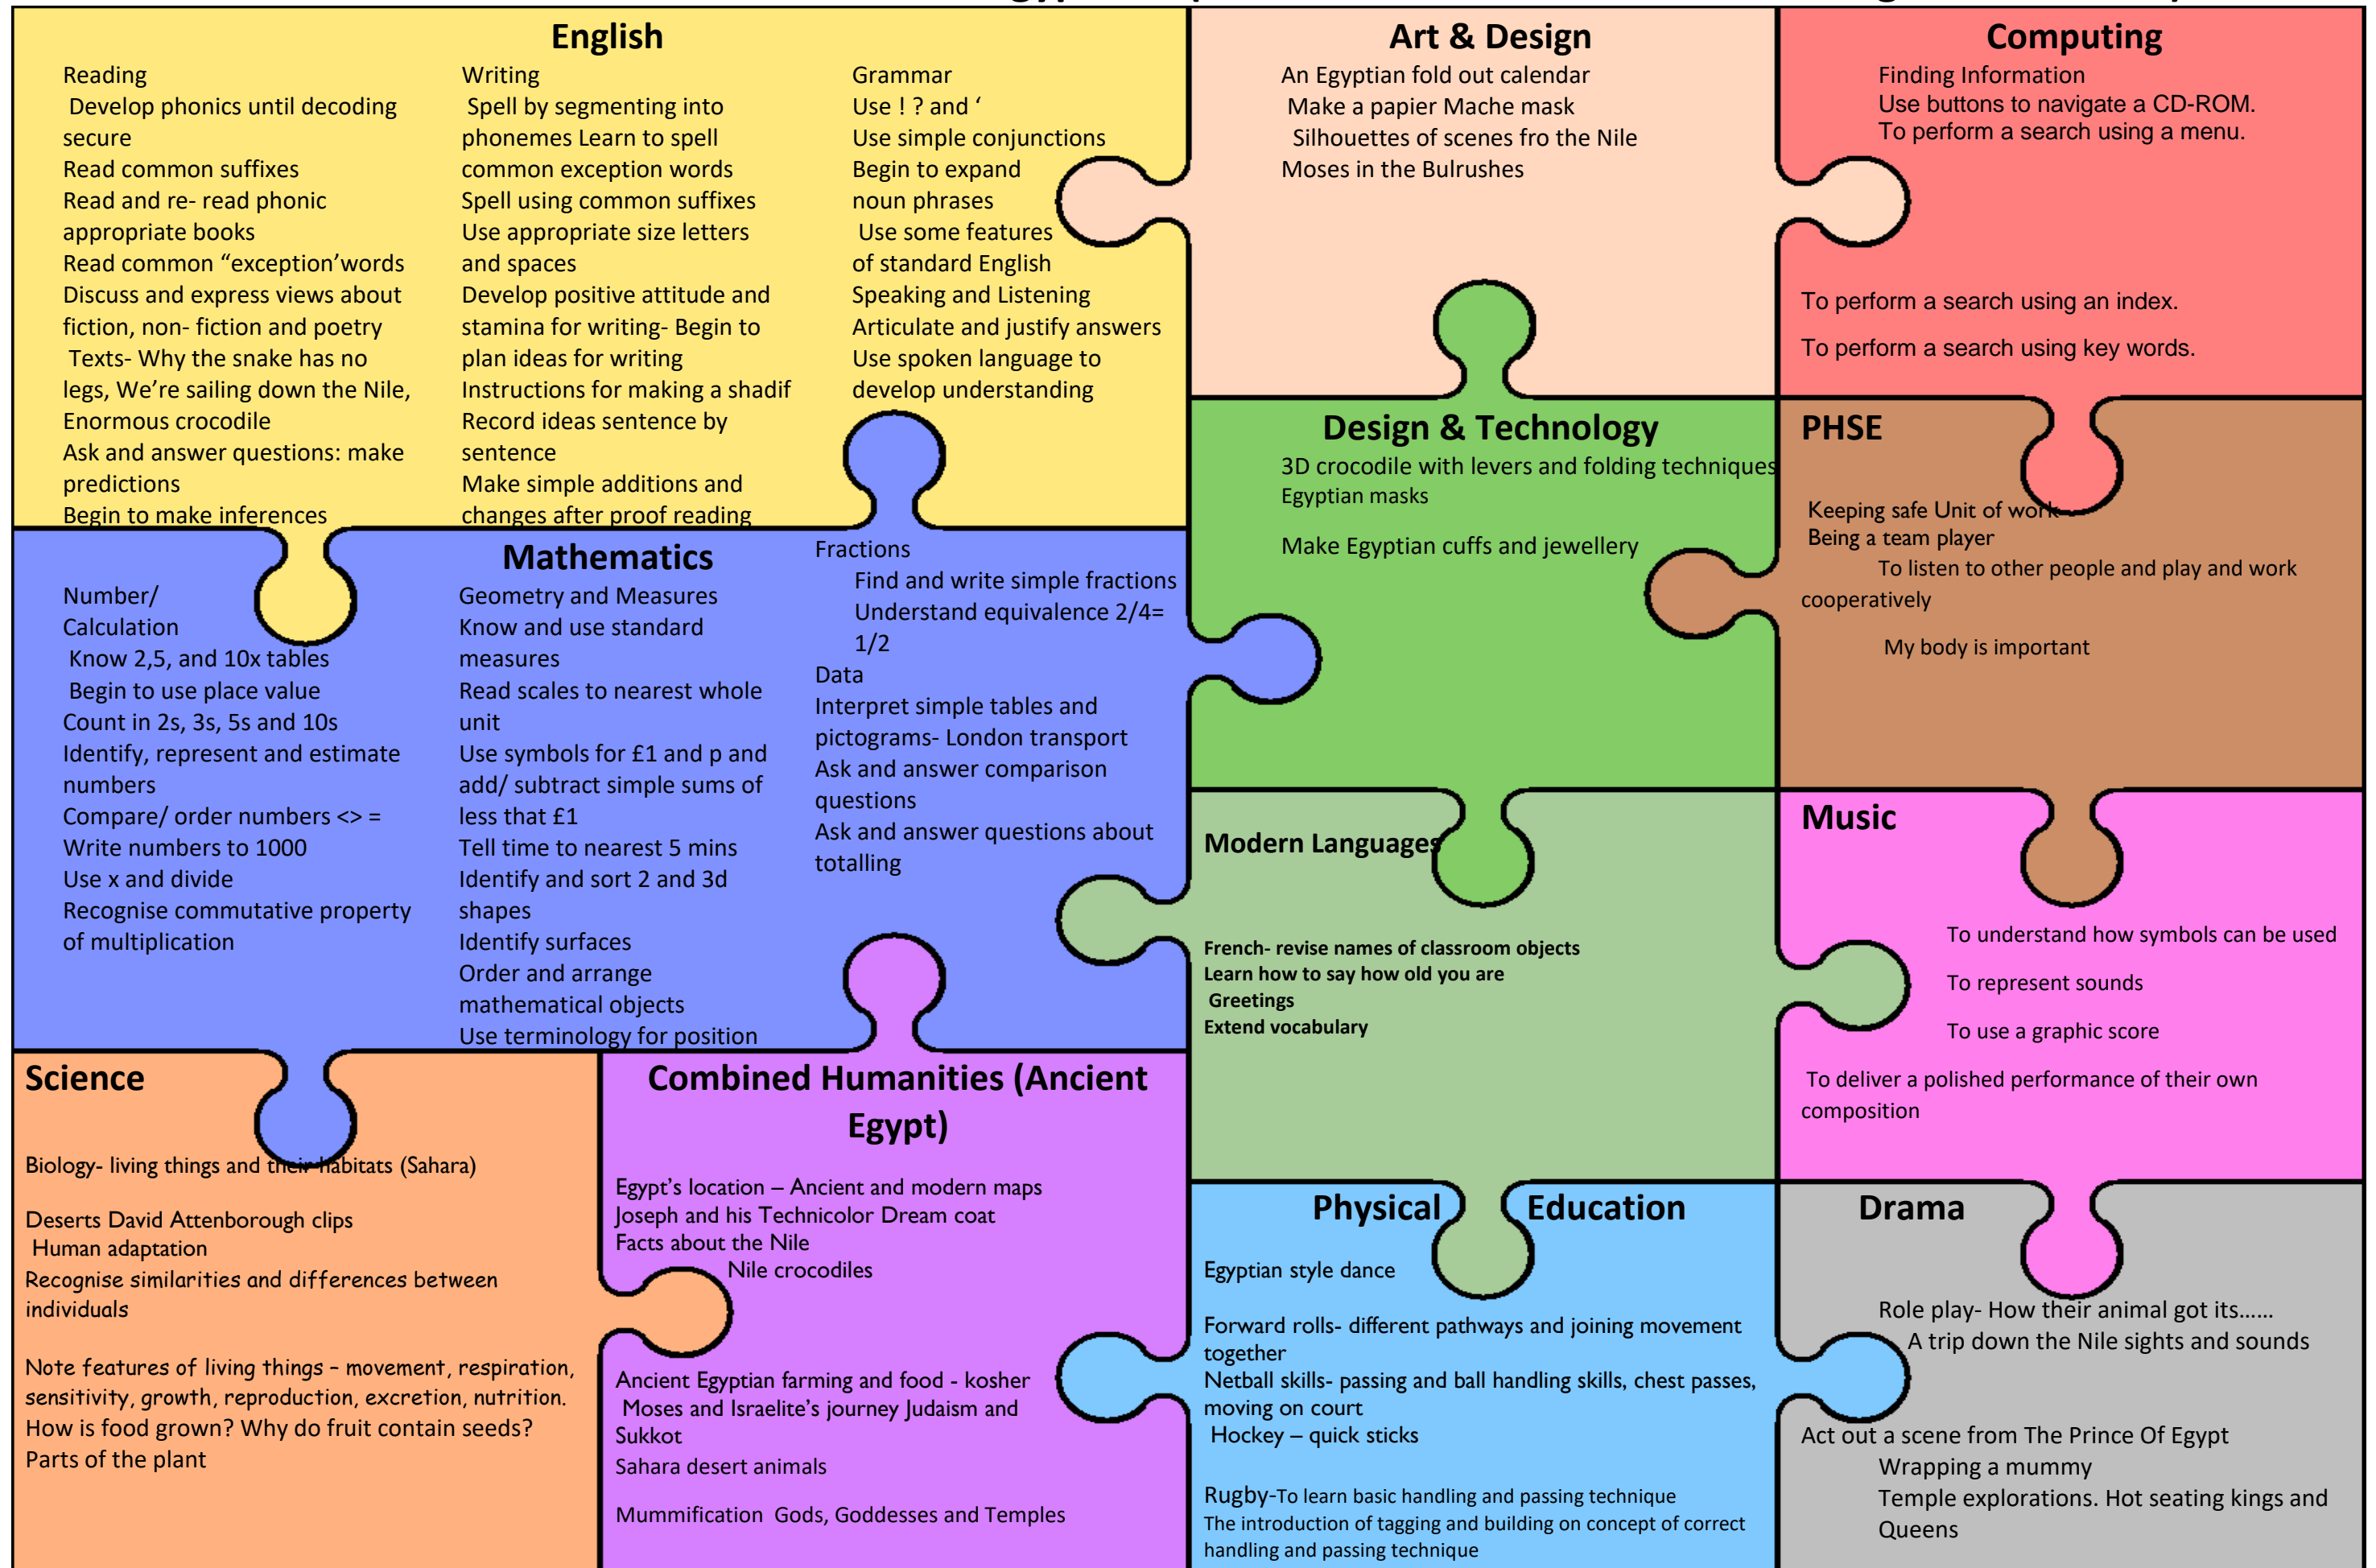 English
Reading
Develop phonics until decoding
secure
Read common suffixes
Read and re- read phonic
appropriate books
Read common “exception’words
Discuss and express views about
fiction, non- fiction and poetry
Texts- Why the snake has no
legs, We’re sailing down the Nile,
Enormous crocodile
Ask and answer questions: make
predictions
Begin to make inferences
Writing
Spell by segmenting into
phonemes Learn to spell
common exception words
Spell using common suffixes
Use appropriate size letters
and spaces
Develop positive attitude and
stamina for writing- Begin to
plan ideas for writing
Instructions for making a shadif
Record ideas sentence by
sentence
Make simple additions and
changes after proof reading
Grammar
Use ! ? and ‘
Use simple conjunctions
Begin to expand
noun phrases
Use some features
of standard English
Speaking and Listening
Articulate and justify answers
Use spoken language to
develop understanding
Art & Design
An Egyptian fold out calendar
Make a papier Mache mask
Silhouettes of scenes fro the Nile
Moses in the Bulrushes
Computing
Finding Information
Use buttons to navigate a CD-ROM.
To perform a search using a menu.
To perform a search using an index.
To perform a search using key words.
Design & Technology
3D crocodile with levers and folding techniques
Egyptian masks
Make Egyptian cuffs and jewellery
PHSE
Keeping safe Unit of work
Being a team player
To listen to other people and play and work
cooperatively
My body is important
Mathematics
Number/
Calculation
Know 2,5, and 10x tables
Begin to use place value
Count in 2s, 3s, 5s and 10s
Identify, represent and estimate
numbers
Compare/ order numbers <> =
Write numbers to 1000
Use x and divide
Recognise commutative property
of multiplication
Geometry and Measures
Know and use standard
measures
Read scales to nearest whole
unit
Use symbols for £1 and p and
add/ subtract simple sums of
less that £1
Tell time to nearest 5 mins
Identify and sort 2 and 3d
shapes
Identify surfaces
Order and arrange
mathematical objects
Use terminology for position
Fractions
Find and write simple fractions
Understand equivalence 2/4=
1/2
Data
Interpret simple tables and
pictograms- London transport
Ask and answer comparison
questions
Ask and answer questions about
totalling
Modern Languages
French- revise names of classroom objects
Learn how to say how old you are
Greetings
Extend vocabulary
Music
To understand how symbols can be used
To represent sounds
To use a graphic score
To deliver a polished performance of their own
composition
Science
Biology- living things and their habitats (Sahara)
Deserts David Attenborough clips
Human adaptation
Recognise similarities and differences between
individuals
Note features of living things – movement, respiration,
sensitivity, growth, reproduction, excretion, nutrition.
How is food grown? Why do fruit contain seeds?
Parts of the plant
Combined Humanities (Ancient
Egypt)
Egypt’s location – Ancient and modern maps
Joseph and his Technicolor Dream coat
Facts about the Nile
Nile crocodiles
Ancient Egyptian farming and food - kosher
Moses and Israelite’s journey Judaism and
Sukkot
Sahara desert animals
Mummification Gods, Goddesses and Temples
Physical Education
Egyptian style dance
Forward rolls- different pathways and joining movement
together
Netball skills- passing and ball handling skills, chest passes,
moving on court
Hockey – quick sticks
Rugby-To learn basic handling and passing technique
The introduction of tagging and building on concept of correct
handling and passing technique
Drama
Role play- How their animal got its......
A trip down the Nile sights and sounds
Act out a scene from The Prince Of Egypt
Wrapping a mummy
Temple explorations. Hot seating kings and
Queens